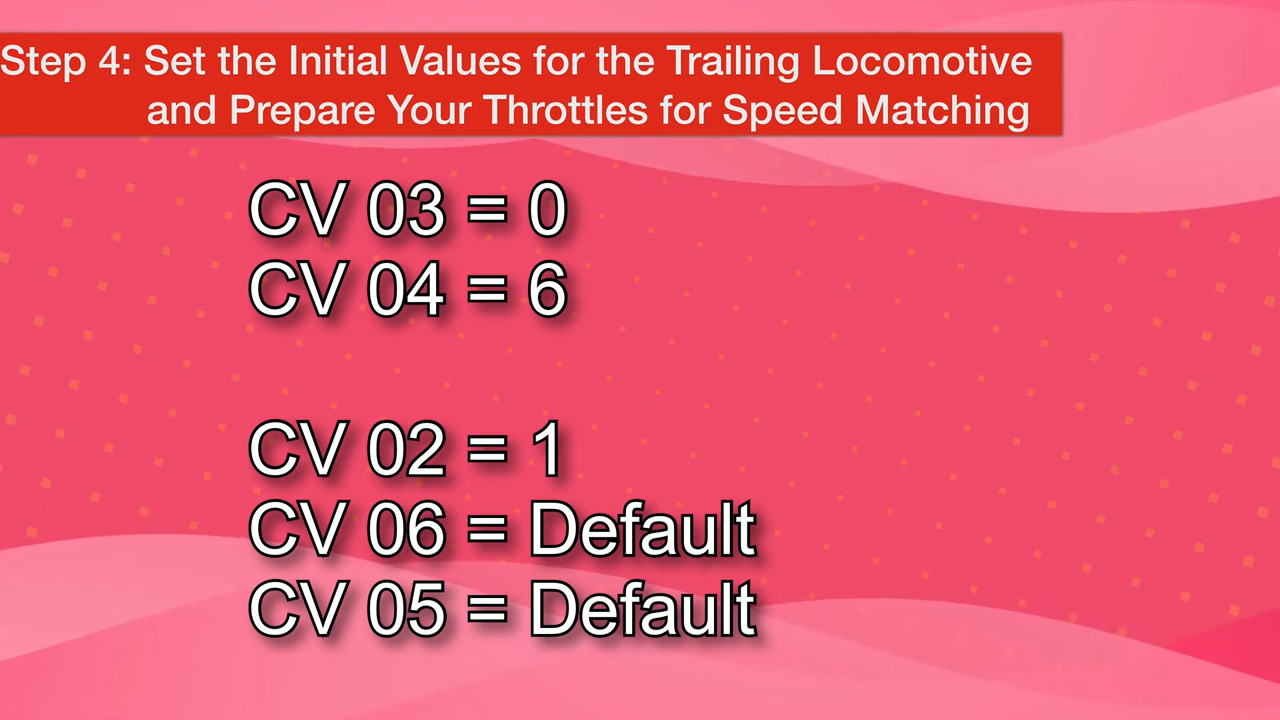 Step 4: Set the Initial Values for the Trailing Locomotive
and Prepare Your Throttles for Speed Matching
CV 03 = 0
CV 04 = 6
CV 02 = 1
CV 06 = Default
CV 05 = Default